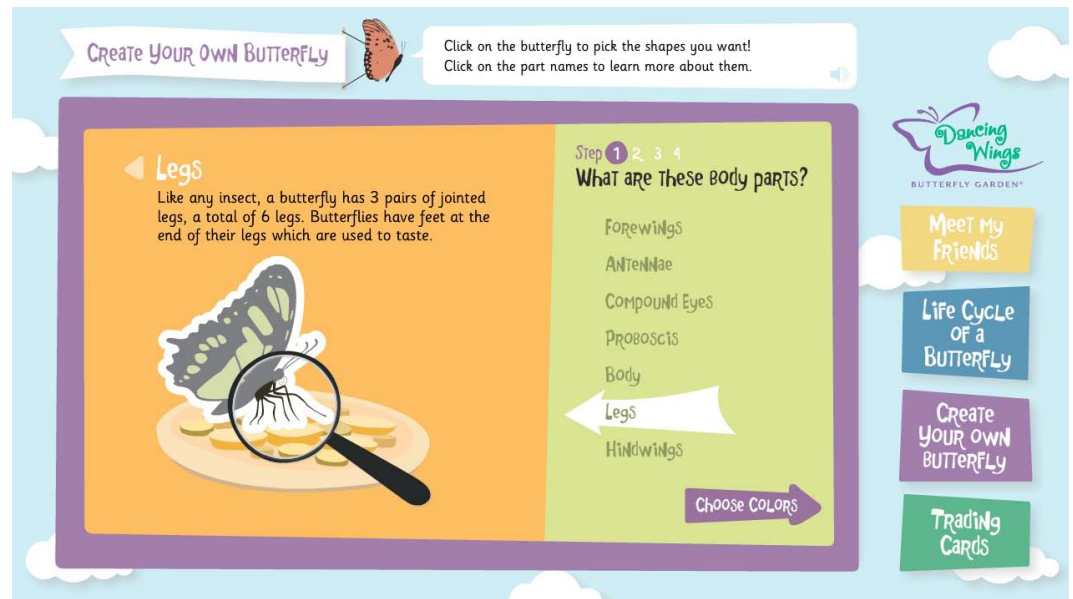 Create Your Own Butterfly
Click on the butterfly to pick the shapes you want!
Click on the part names to learn more about them.
Legs
Like any insect, a butterfly has 3 pairs of jointed
legs, a total of 6 legs. Butterflies have feet at the
end of their legs which are used to taste.
Step 1 2 3 4
What are these body parts?
Forewings
Antennae
Compound Eyes
Proboscis
Body
Legs
Hindwings
Choose Colors
Dancing
Wings
BUTTERFLY GARDEN®
Meet My
Friends
Life Cycle
of a
Butterfly
Create
Your Own
Butterfly
Trading
Cards